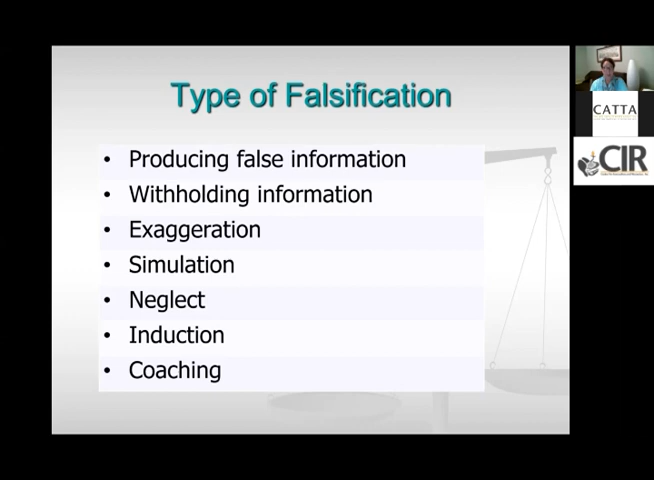 Type of Falsification
• Producing false information
• Withholding information
• Exaggeration
• Simulation
• Neglect
• Induction
• Coaching
CATTA
CIR